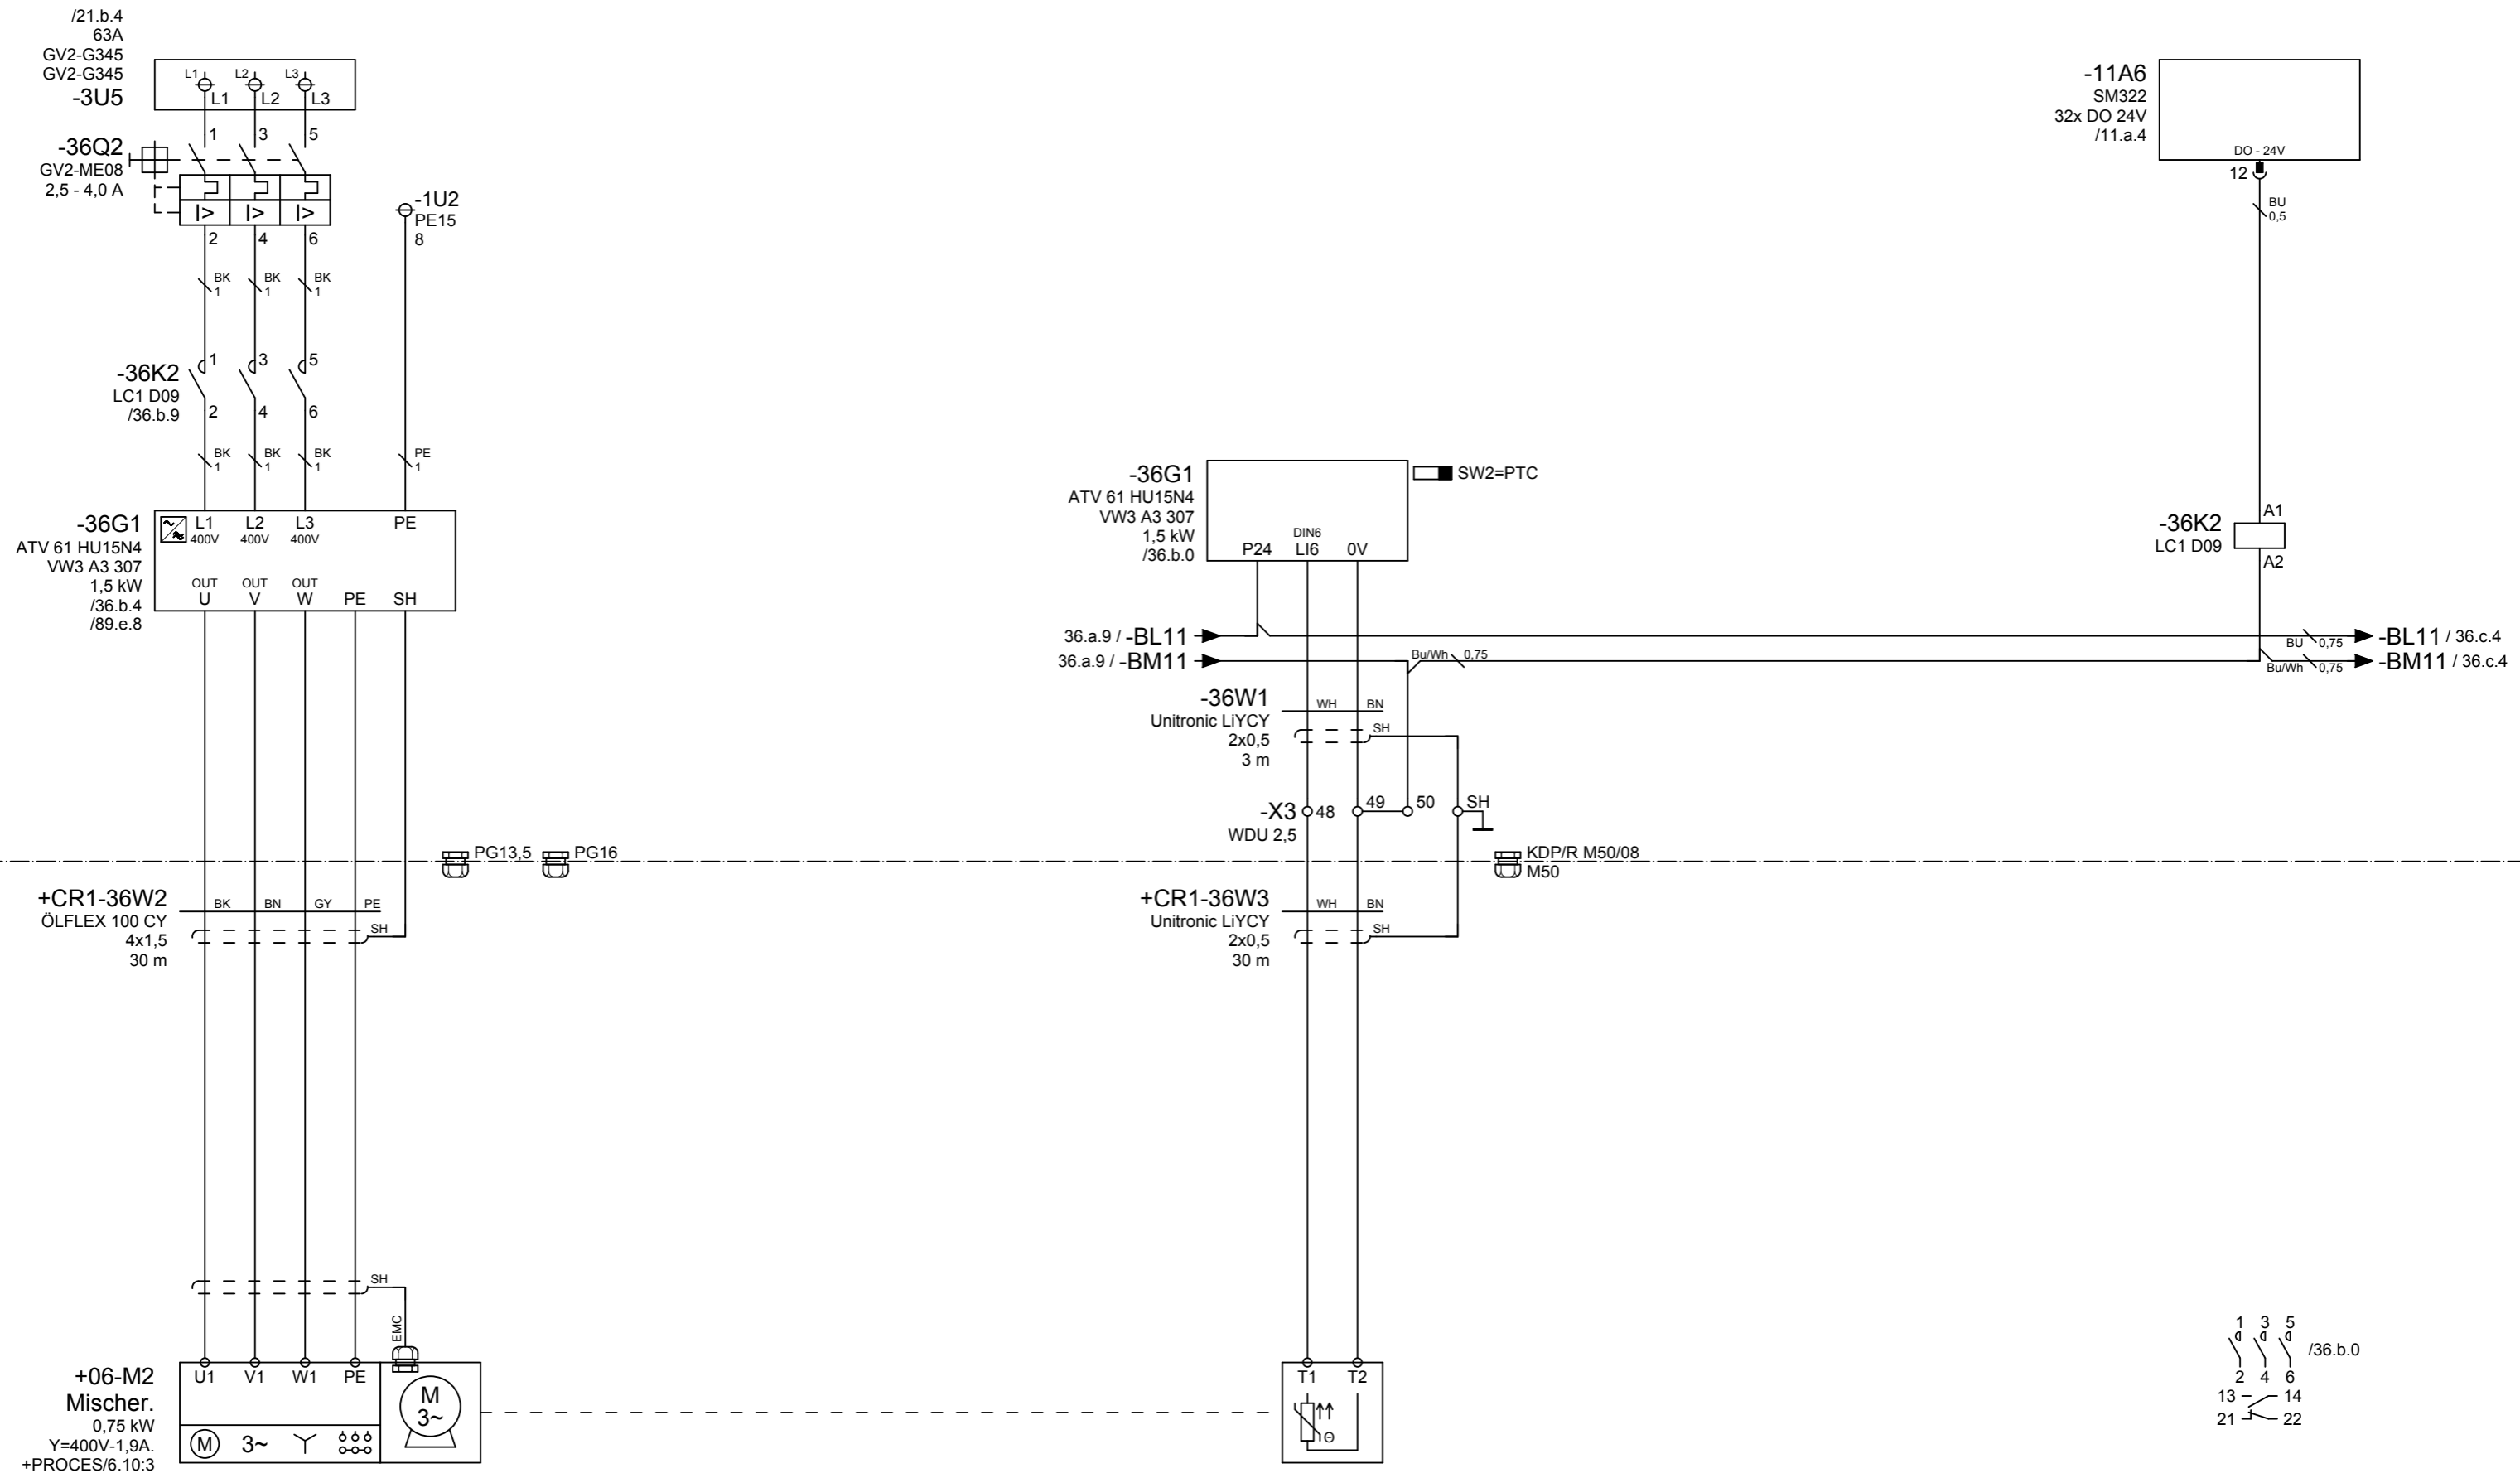 /21.b.4
63A
GV2-G345
GV2-G345
-3U5
L1 L2 L3
L1 L2 L3
1 3 5
-36Q2
GV2-ME08
2,5 - 4,0 A
I> I> I>
2 4 6
-1U2
PE15
8
BK BK BK
1 1 1
1 3 5
-36K2
LC1 D09
/36.b.9
2 4 6
BK BK BK PE
1 1 1 1
-36G1
ATV 61 HU15N4
VW3 A3 307
1,5 kW
/36.b.4
/89.e.8
L1 L2 L3 PE
400V 400V 400V
OUT OUT OUT
U V W PE SH
PG13,5 PG16
+CR1-36W2
ÖLFLEX 100 CY
4x1,5
30 m
BK BN GY PE
SH
SH
EMC
+06-M2
Mischer.
0,75 kW
Y=400V-1,9A.
+PROCES/6.10:3
U1 V1 W1 PE
M 3~
M
3~
-36G1
ATV 61 HU15N4
VW3 A3 307
1,5 kW
/36.b.0
SW2=PTC
DIN6
P24 LI6 0V
36.a.9 / -BL11
36.a.9 / -BM11
Bu/Wh 0,75
-36W1
Unitronic LiYCY
2x0,5
3 m
WH BN
SH
-X3
WDU 2,5
48 49 50 SH
KDP/R M50/08
M50
+CR1-36W3
Unitronic LiYCY
2x0,5
30 m
WH BN
SH
T1 T2
Θ
-11A6
SM322
32x DO 24V
/11.a.4
DO - 24V
12
BU
0,5
-36K2
LC1 D09
A1
A2
BU 0,75
-BL11 / 36.c.4
Bu/Wh 0,75
-BM11 / 36.c.4
1 3 5
/36.b.0
2 4 6
13 14
21 22